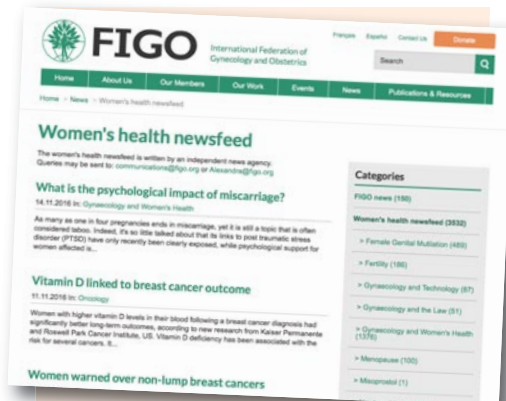 FIGO
International Federation of
Gynecology and Obstetrics
Français Español Contact Us Donate
Search
Home About Us Our Members Our Work Events News Publications & Resources
Home > News > Women's health newsfeed
Women's health newsfeed
The women's health newsfeed is written by an independent news agency.
Queries may be sent to: communications@figo.org or Alexandra@figo.org
What is the psychological impact of miscarriage?
14.11.2016 In: Gynaecology and Women's Health
As many as one in four pregnancies ends in miscarriage, yet it is still a topic that is often
considered taboo. Indeed, it's so little talked about that its links to post traumatic stress
disorder (PTSD) have only recently been clearly exposed, while psychological support for
women affected is...
Vitamin D linked to breast cancer outcome
11.11.2016 In: Oncology
Women with higher vitamin D levels in their blood following a breast cancer diagnosis had
significantly better long-term outcomes, according to new research from Kaiser Permanente
and Roswell Park Cancer Institute, US. Vitamin D deficiency has been associated with the
risk for several cancers. It...
Women warned over non-lump breast cancers
Categories
FIGO news (150)
Women's health newsfeed (3532)
> Female Genital Mutilation (489)
> Fertility (186)
> Gynaecology and Technology (87)
> Gynaecology and the Law (51)
> Gynaecology and Women's Health
(1376)
> Menopause (100)
> Misoprostol (1)